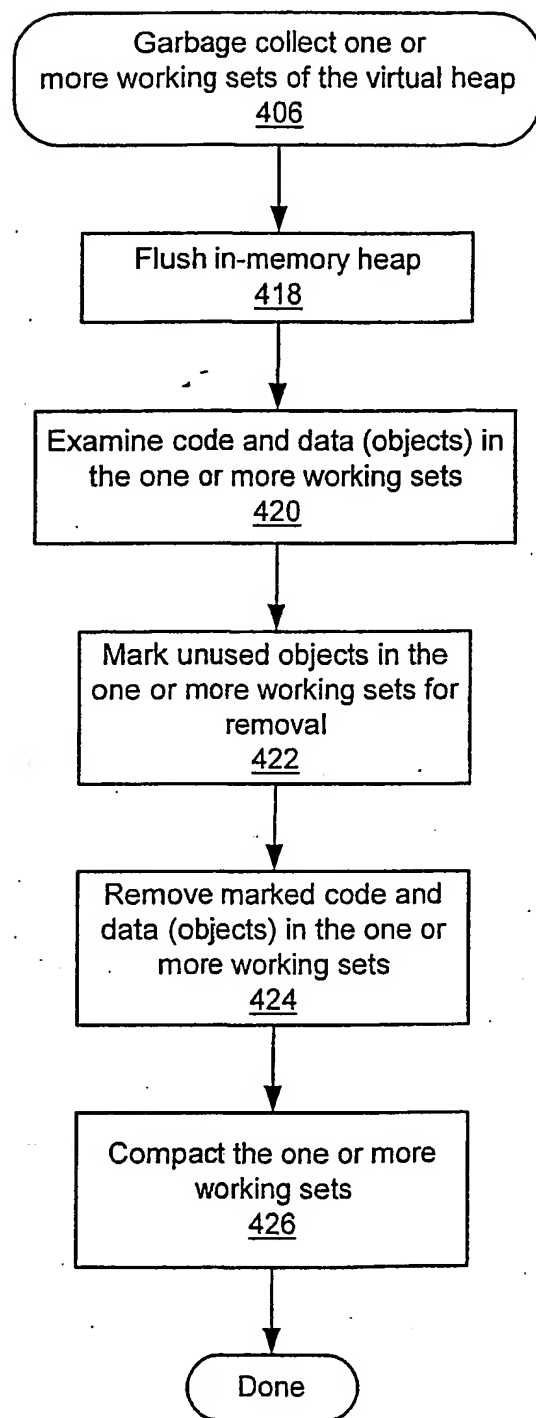 Garbage collect one or
more working sets of the virtual heap
406
Flush in-memory heap
418
Examine code and data (objects) in
the one or more working sets
420
Mark unused objects in the
one or more working sets for
removal
422
Remove marked code and
data (objects) in the one or
more working sets
424
Compact the one or more
working sets
426
Done